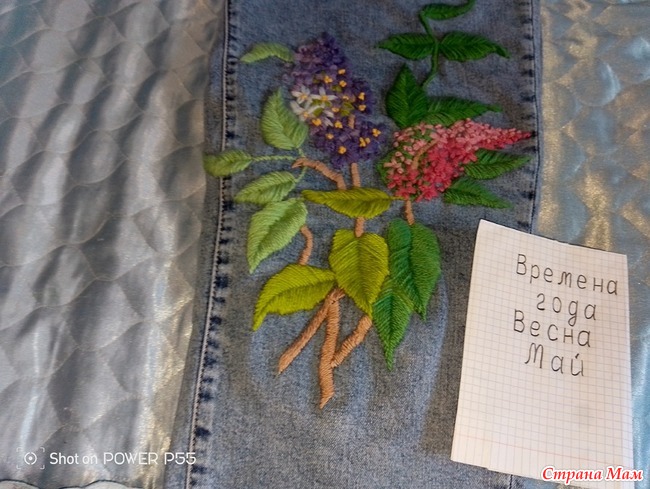 Времена
года
Весна
Май
Shot on POWER P55
Страна Мам